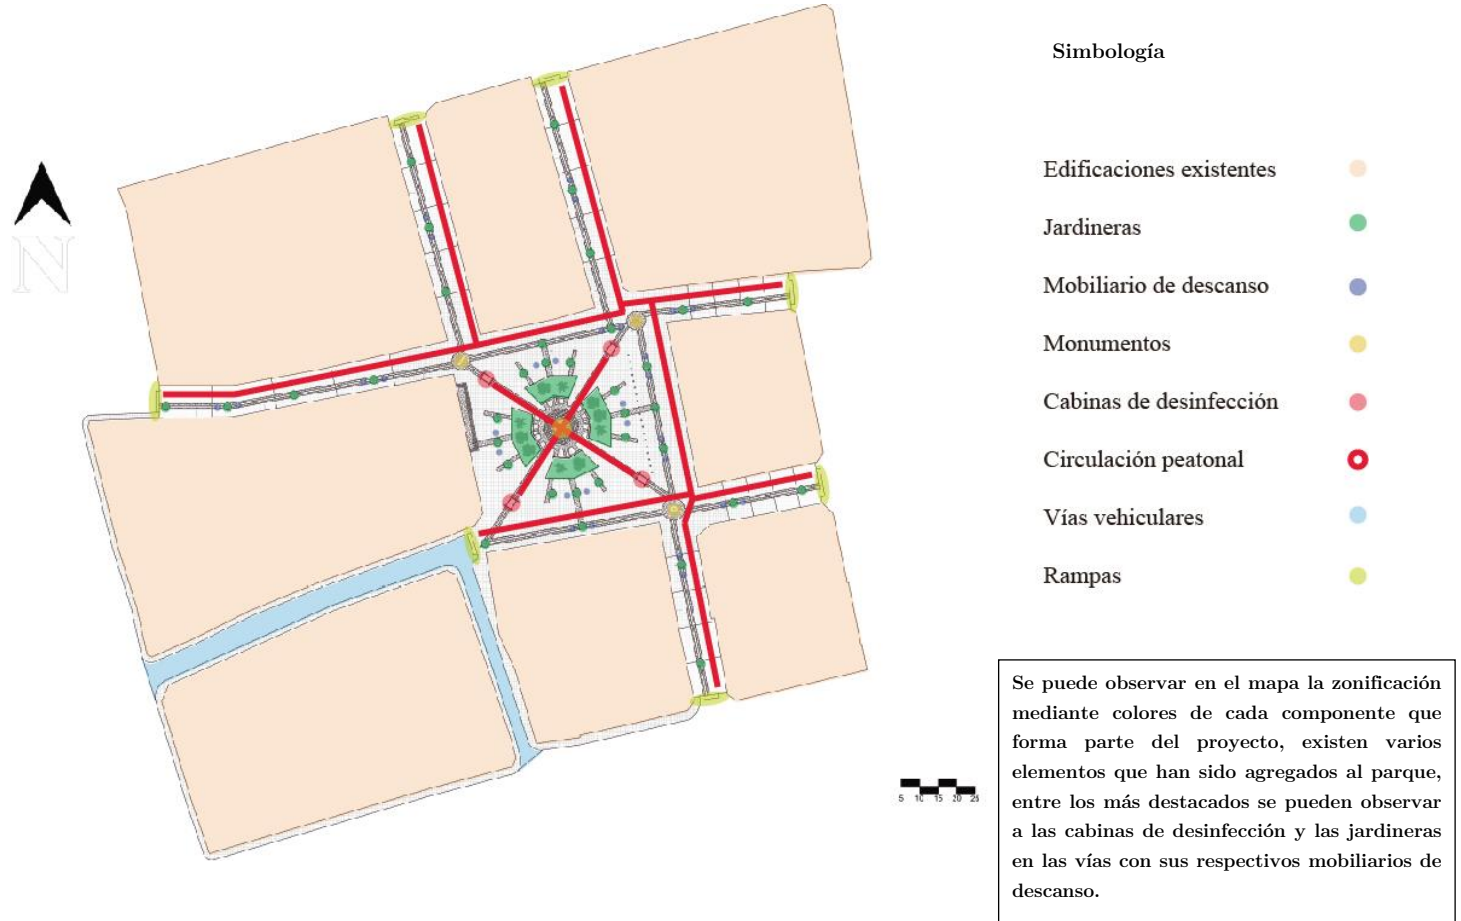 Simbología
N
Edificaciones existentes
Jardineras
Mobiliario de descanso
Monumentos
Cabinas de desinfección
Circulación peatonal
Vías vehiculares
Rampas
5 10 15 20 25
Se puede observar en el mapa la zonificación
mediante colores de cada componente que
forma parte del proyecto, existen varios
elementos que han sido agregados al parque,
entre los más destacados se pueden observar
a las cabinas de desinfección y las jardineras
en las vías con sus respectivos mobiliarios de
descanso.